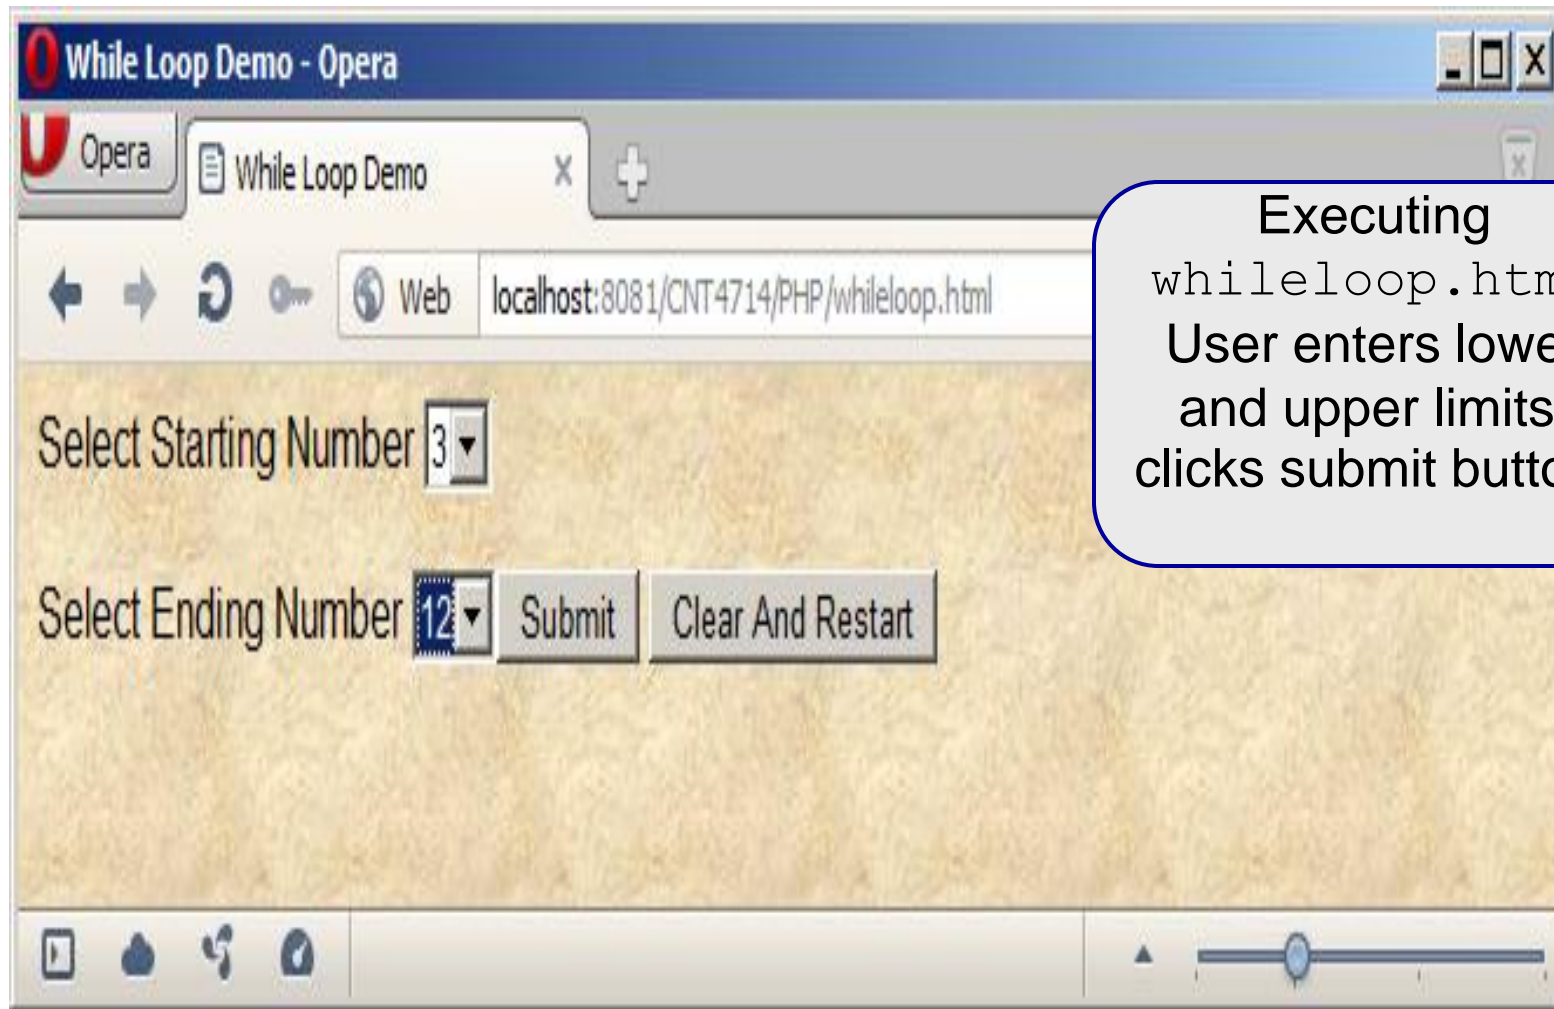 While Loop Demo - Opera
Opera
While Loop Demo
Web
localhost:8081/CNT4714/PHP/whileloop.html
Executing
whileloop.htm
User enters lowe
and upper limits
clicks submit butto
Select Starting Number 3
Select Ending Number 12 Submit Clear And Restart